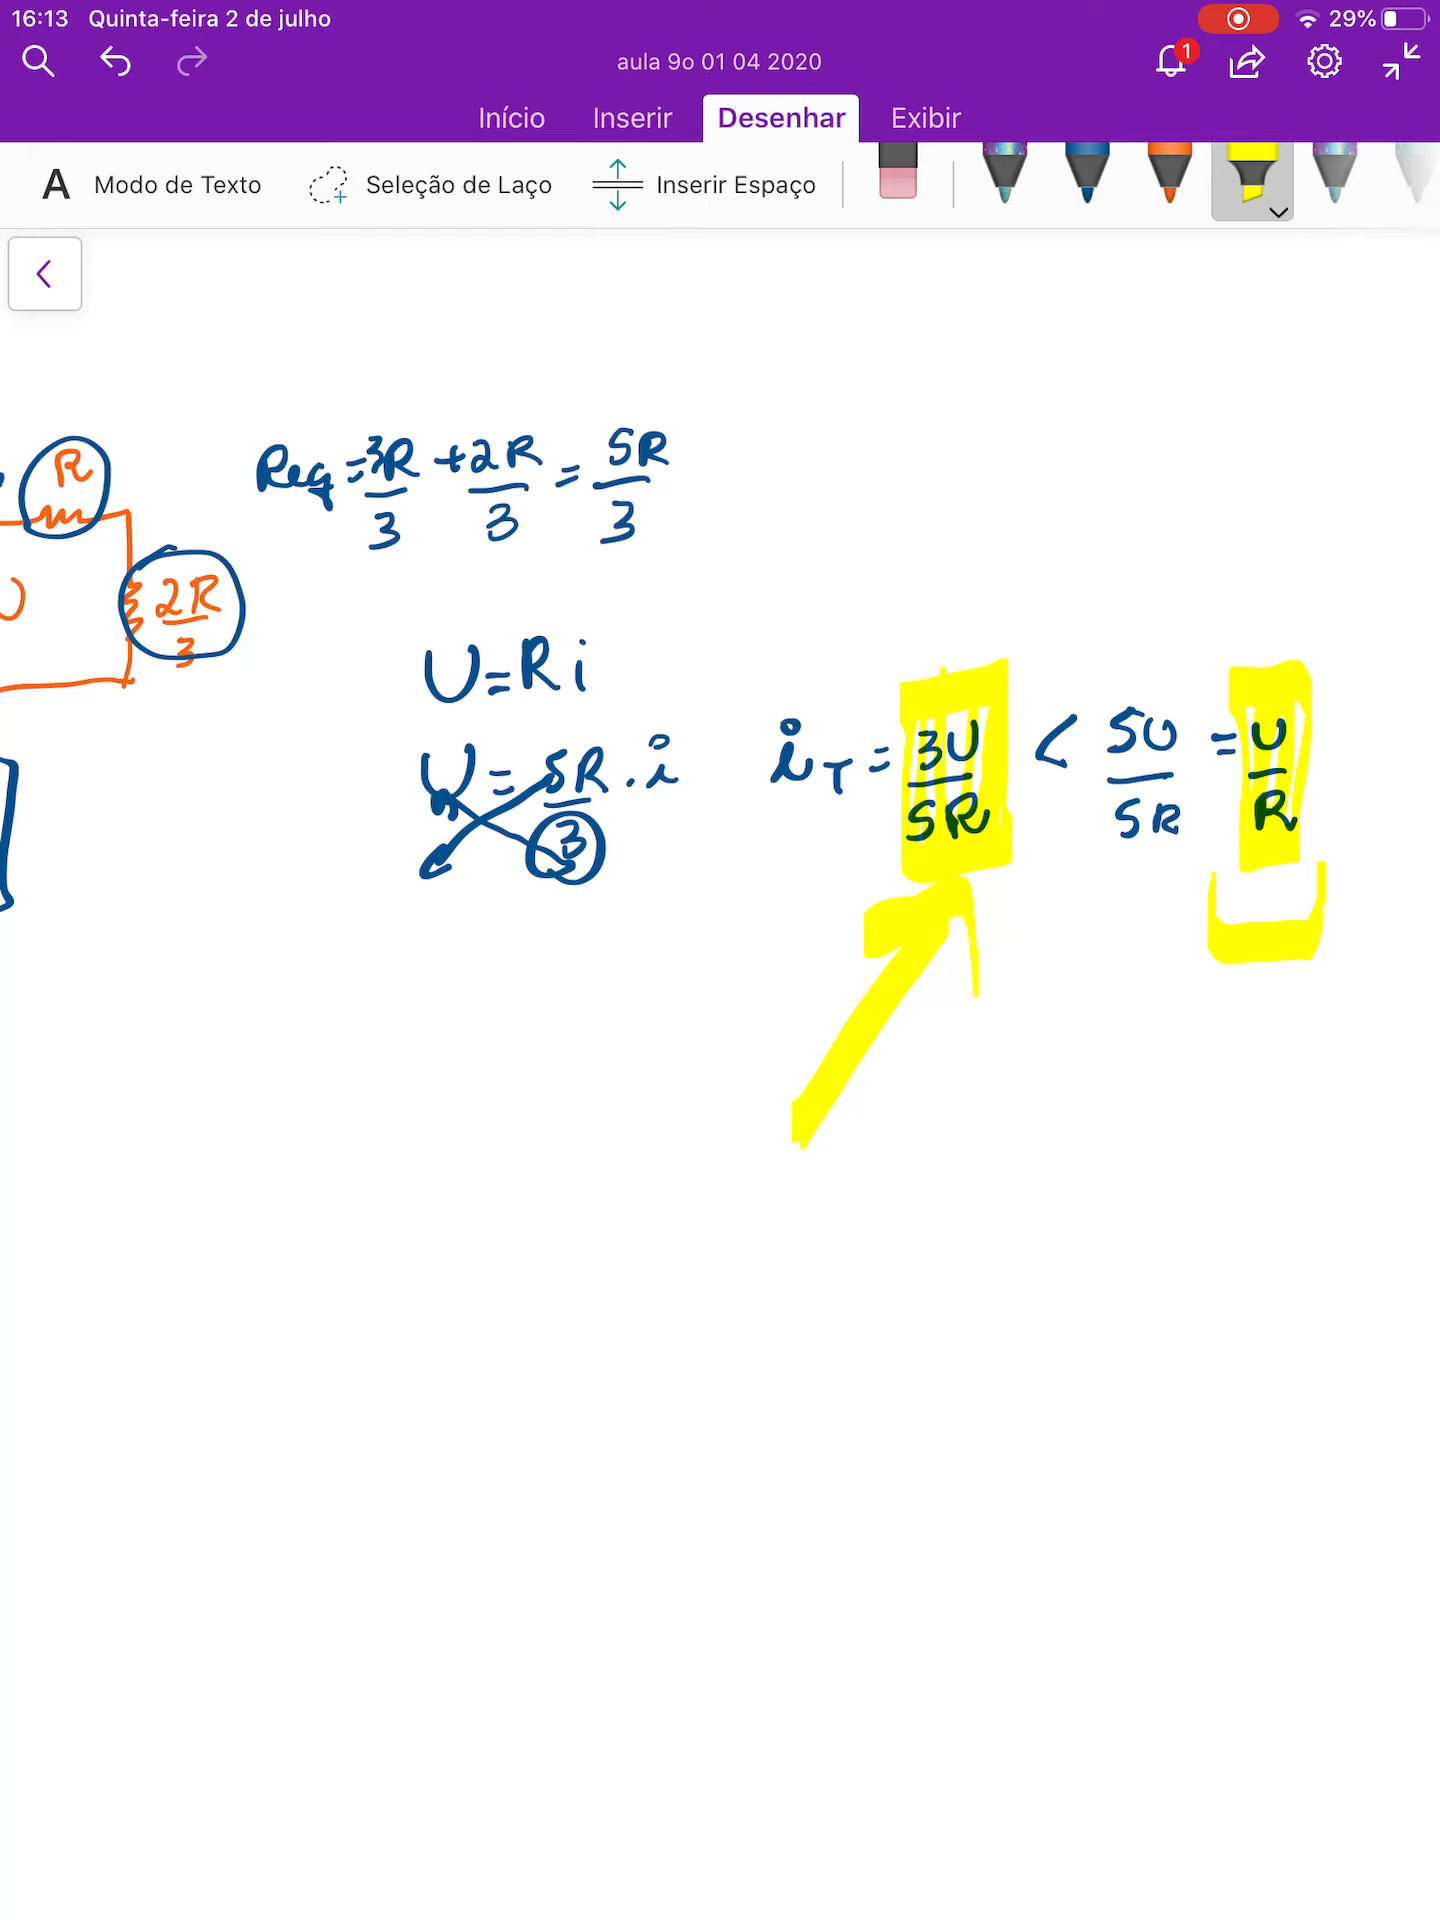 16:13 Quinta-feira 2 de julho 29%
aula 9o 01 04 2020
1
Início Inserir Desenhar Exibir
A Modo de Texto Seleção de Laço Inserir Espaço
R
Req = 3R/3 + 2R/3 = 5R/3
U
2R/3
U = R i
U = 5R/3 . i
i T = 3U/5R < 5U/5R = U/R